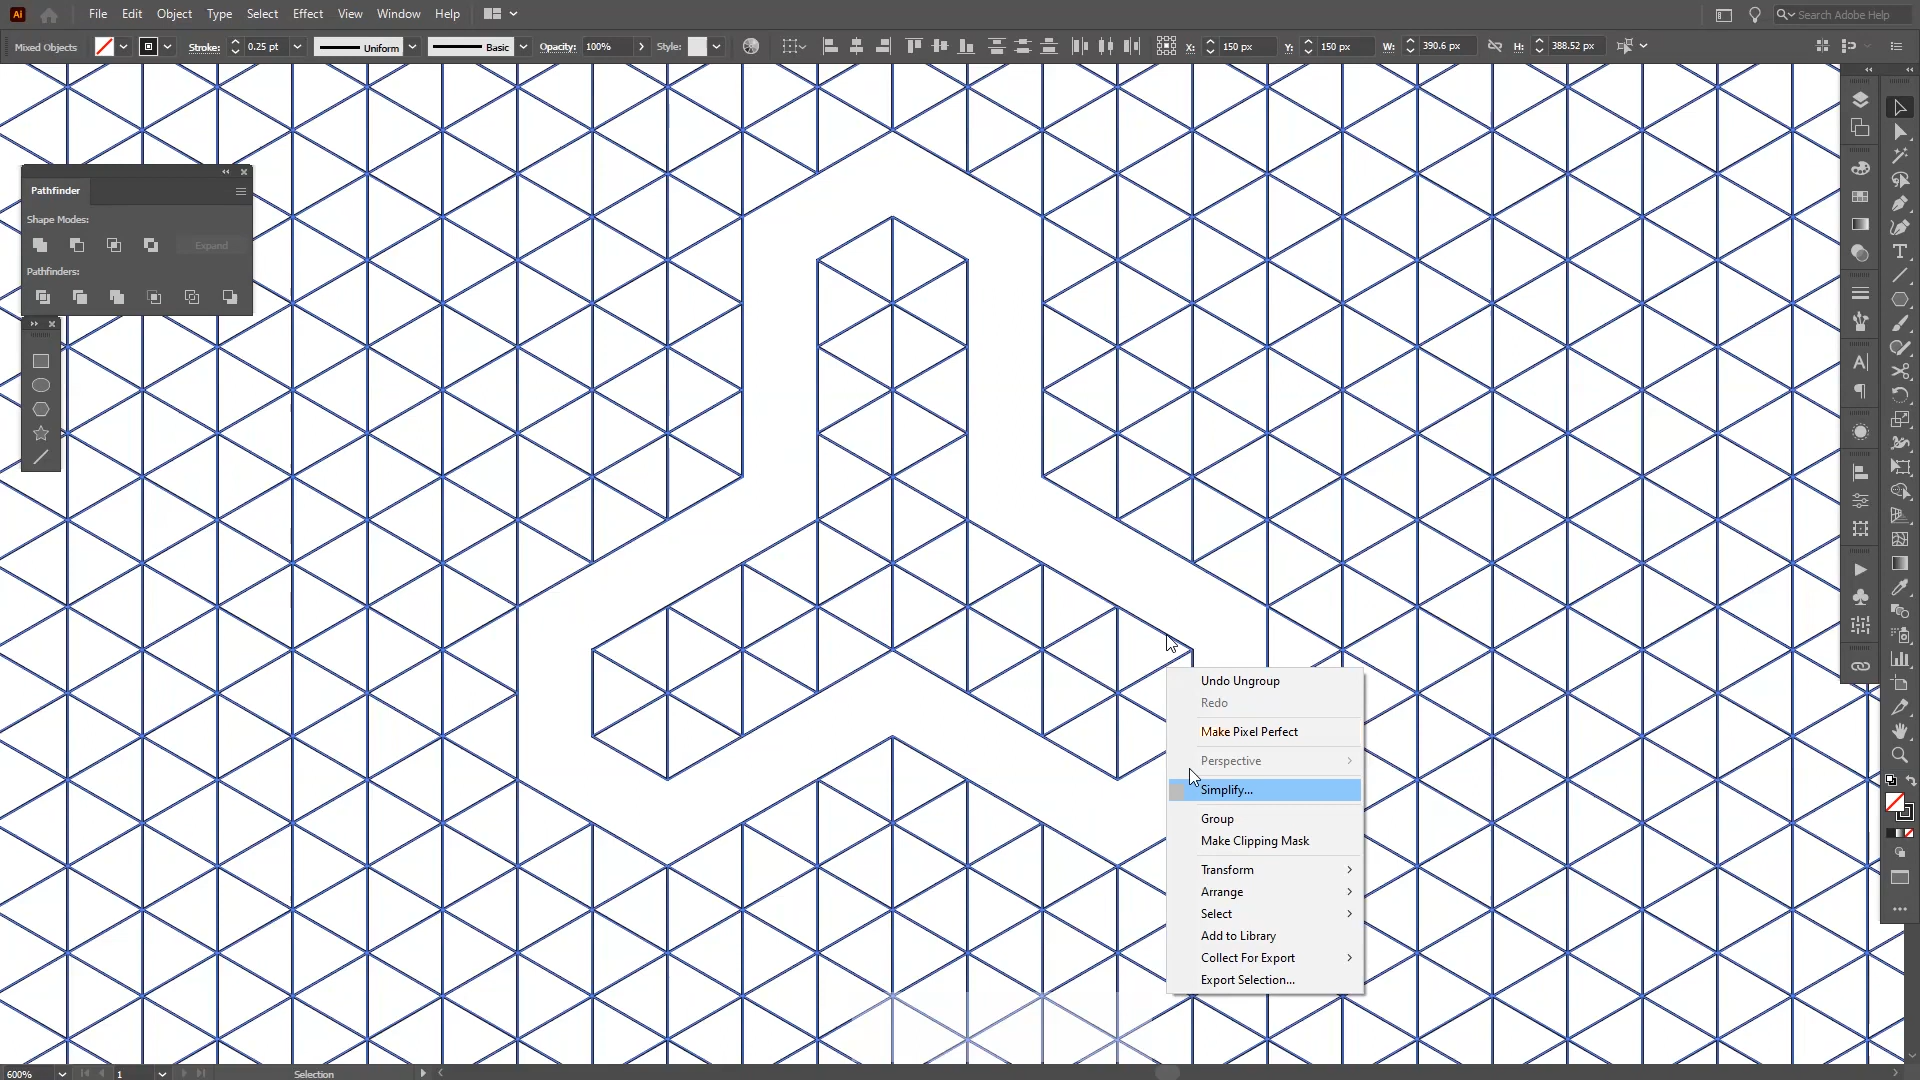 Ai File Edit Object Type Select Effect View Window Help Search Adobe Help
Mixed Objects Stroke: 0.25 pt Uniform Basic Opacity: 100% Style: X: 150 px Y: 150 px W: 390.6 px H: 388.52 px
Pathfinder
Shape Modes:
Expand
Pathfinders:
Undo Ungroup
Redo
Make Pixel Perfect
Perspective
Simplify...
Group
Make Clipping Mask
Transform
Arrange
Select
Add to Library
Collect For Export
Export Selection...
600% 1 Selection